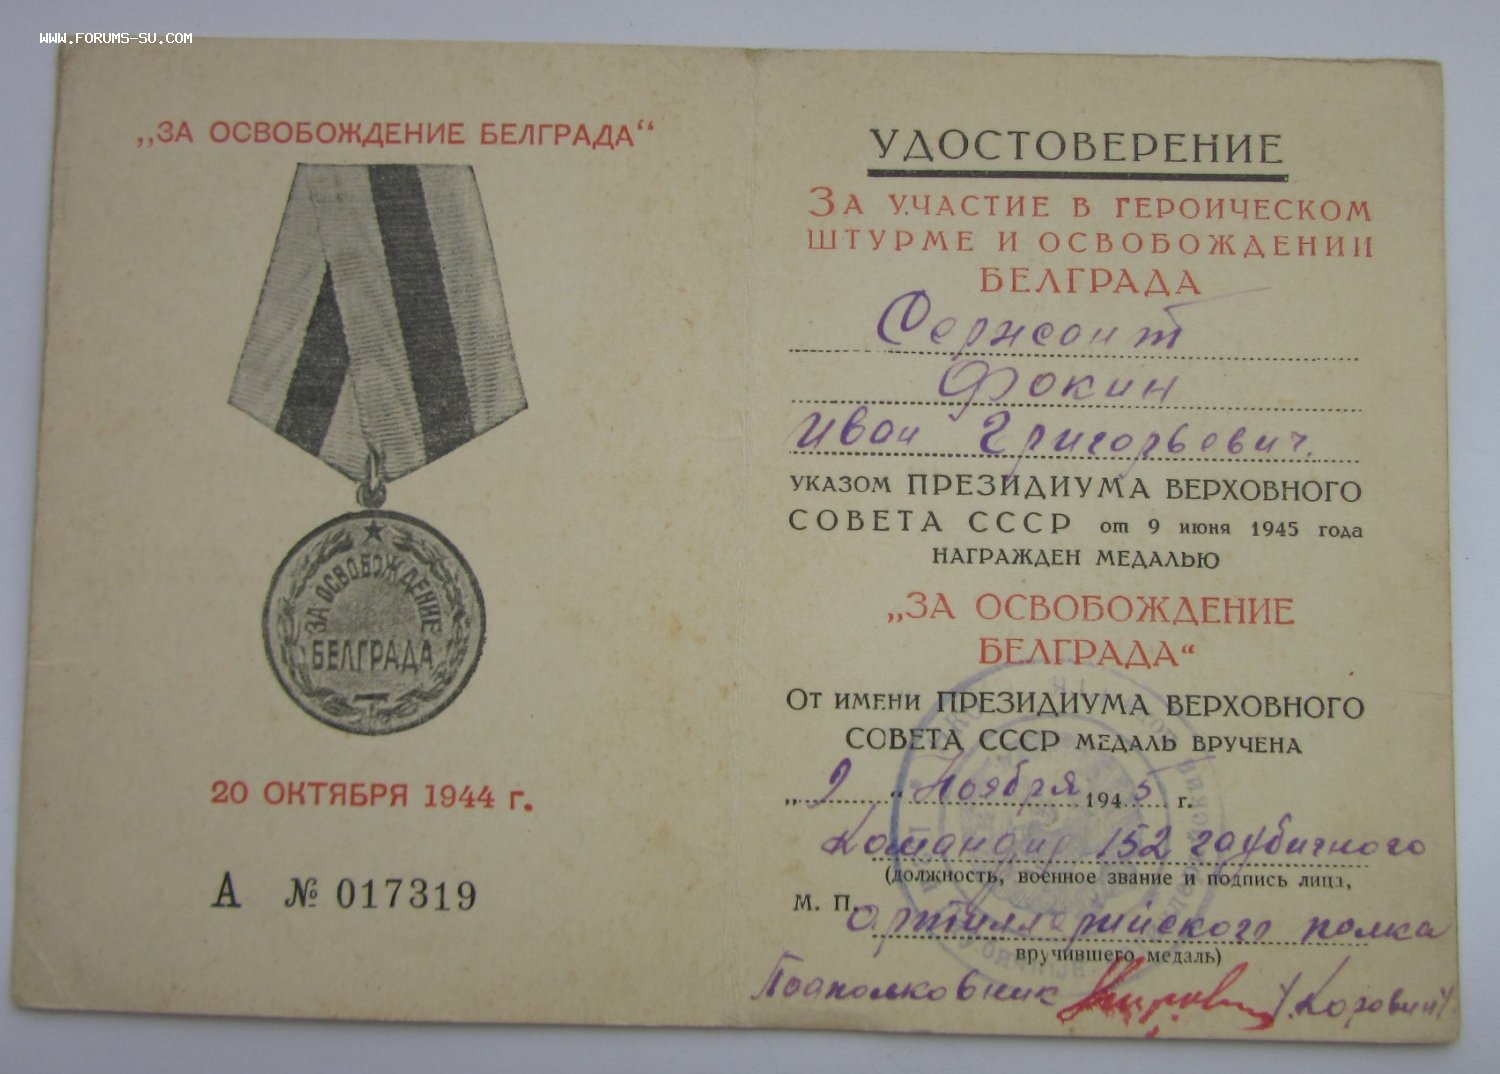 WWW.FORUMS-SU.COM
„ЗА ОСВОБОЖДЕНИЕ БЕЛГРАДА“
ЗА ОСВОБОЖДЕНИЕ
БЕЛГРАДА
20 ОКТЯБРЯ 1944 г.
А № 017319
УДОСТОВЕРЕНИЕ
ЗА УЧАСТИЕ В ГЕРОИЧЕСКОМ
ШТУРМЕ И ОСВОБОЖДЕНИИ
БЕЛГРАДА
Сержант
Фокин
Иван Григорьевич.
УКАЗОМ ПРЕЗИДИУМА ВЕРХОВНОГО
СОВЕТА СССР от 9 июня 1945 года
НАГРАЖДЕН МЕДАЛЬЮ
„ЗА ОСВОБОЖДЕНИЕ
БЕЛГРАДА“
ОТ ИМЕНИ ПРЕЗИДИУМА ВЕРХОВНОГО
СОВЕТА СССР МЕДАЛЬ ВРУЧЕНА
„9“ Ноября 1945 г.
Командир 152 гаубичного
(должность, военное звание и подпись лица,
М. П. артиллерийского полка
вручившего медаль)
Подполковник